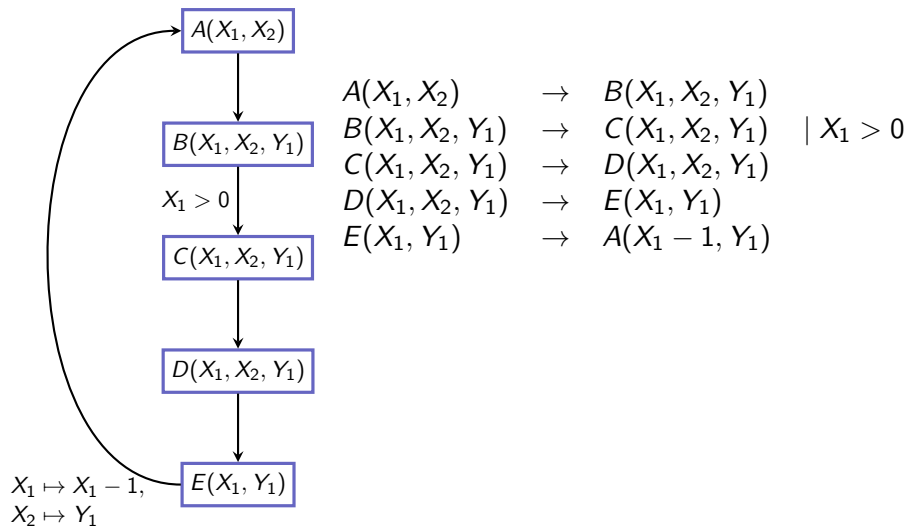 A(X₁, X₂)
B(X₁, X₂, Y₁)
X₁ > 0
C(X₁, X₂, Y₁)
D(X₁, X₂, Y₁)
E(X₁, Y₁)
X₁ ↦ X₁ − 1,
X₂ ↦ Y₁
A(X₁, X₂) → B(X₁, X₂, Y₁)
B(X₁, X₂, Y₁) → C(X₁, X₂, Y₁) | X₁ > 0
C(X₁, X₂, Y₁) → D(X₁, X₂, Y₁)
D(X₁, X₂, Y₁) → E(X₁, Y₁)
E(X₁, Y₁) → A(X₁ − 1, Y₁)